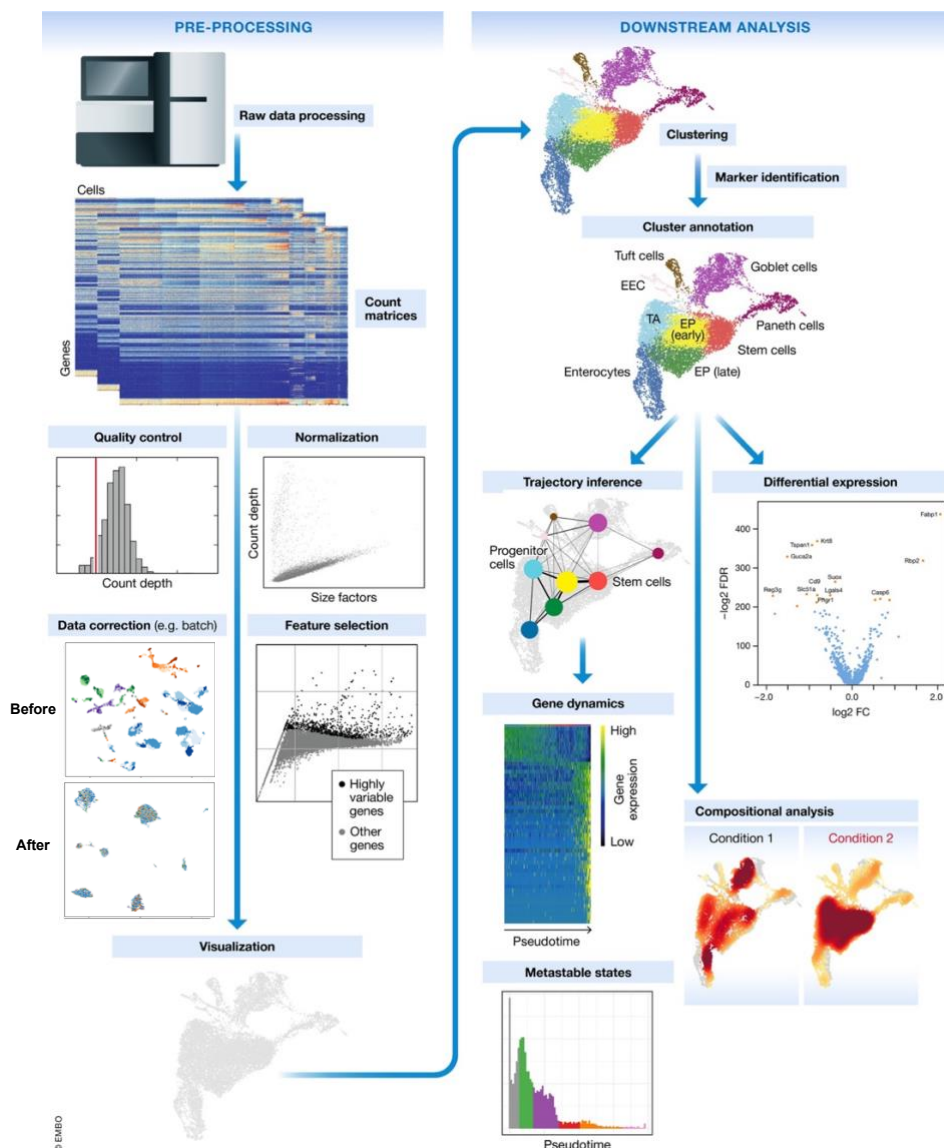 PRE-PROCESSING
Raw data processing
Cells
Genes
Count
matrices
Quality control
Count depth
Normalization
Count depth
Size factors
Data correction (e.g. batch)
Before
After
Feature selection
Highly
variable
genes
Other
genes
Visualization
© EMBO
DOWNSTREAM ANALYSIS
Clustering
Marker identification
Cluster annotation
Tuft cells
Goblet cells
EEC
TA
EP
(early)
Paneth cells
Stem cells
Enterocytes
EP (late)
Trajectory inference
Progenitor
cells
Stem cells
Differential expression
Fabp1
400
Krt8
Tspan1
Guca2a
Rbp2
300
Suox
Cd9
Reg3g
Slc31a
Lgals4
Casp6
200
−log2 FDR
100
0
−2.0
0.0
2.0
log2 FC
Gene dynamics
High
Gene
expression
Low
Pseudotime
Compositional analysis
Condition 1
Condition 2
Metastable states
Pseudotime